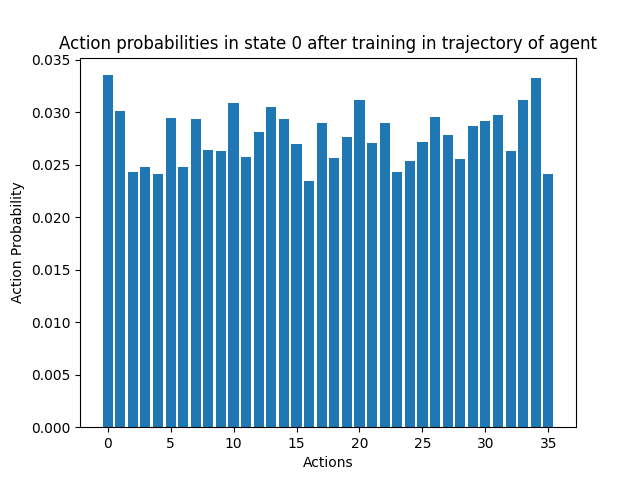 Action probabilities in state 0 after training in trajectory of agent
0.035
0.030
0.025
0.020
0.015
0.010
0.005
0.000
Action Probability
0 5 10 15 20 25 30 35
Actions